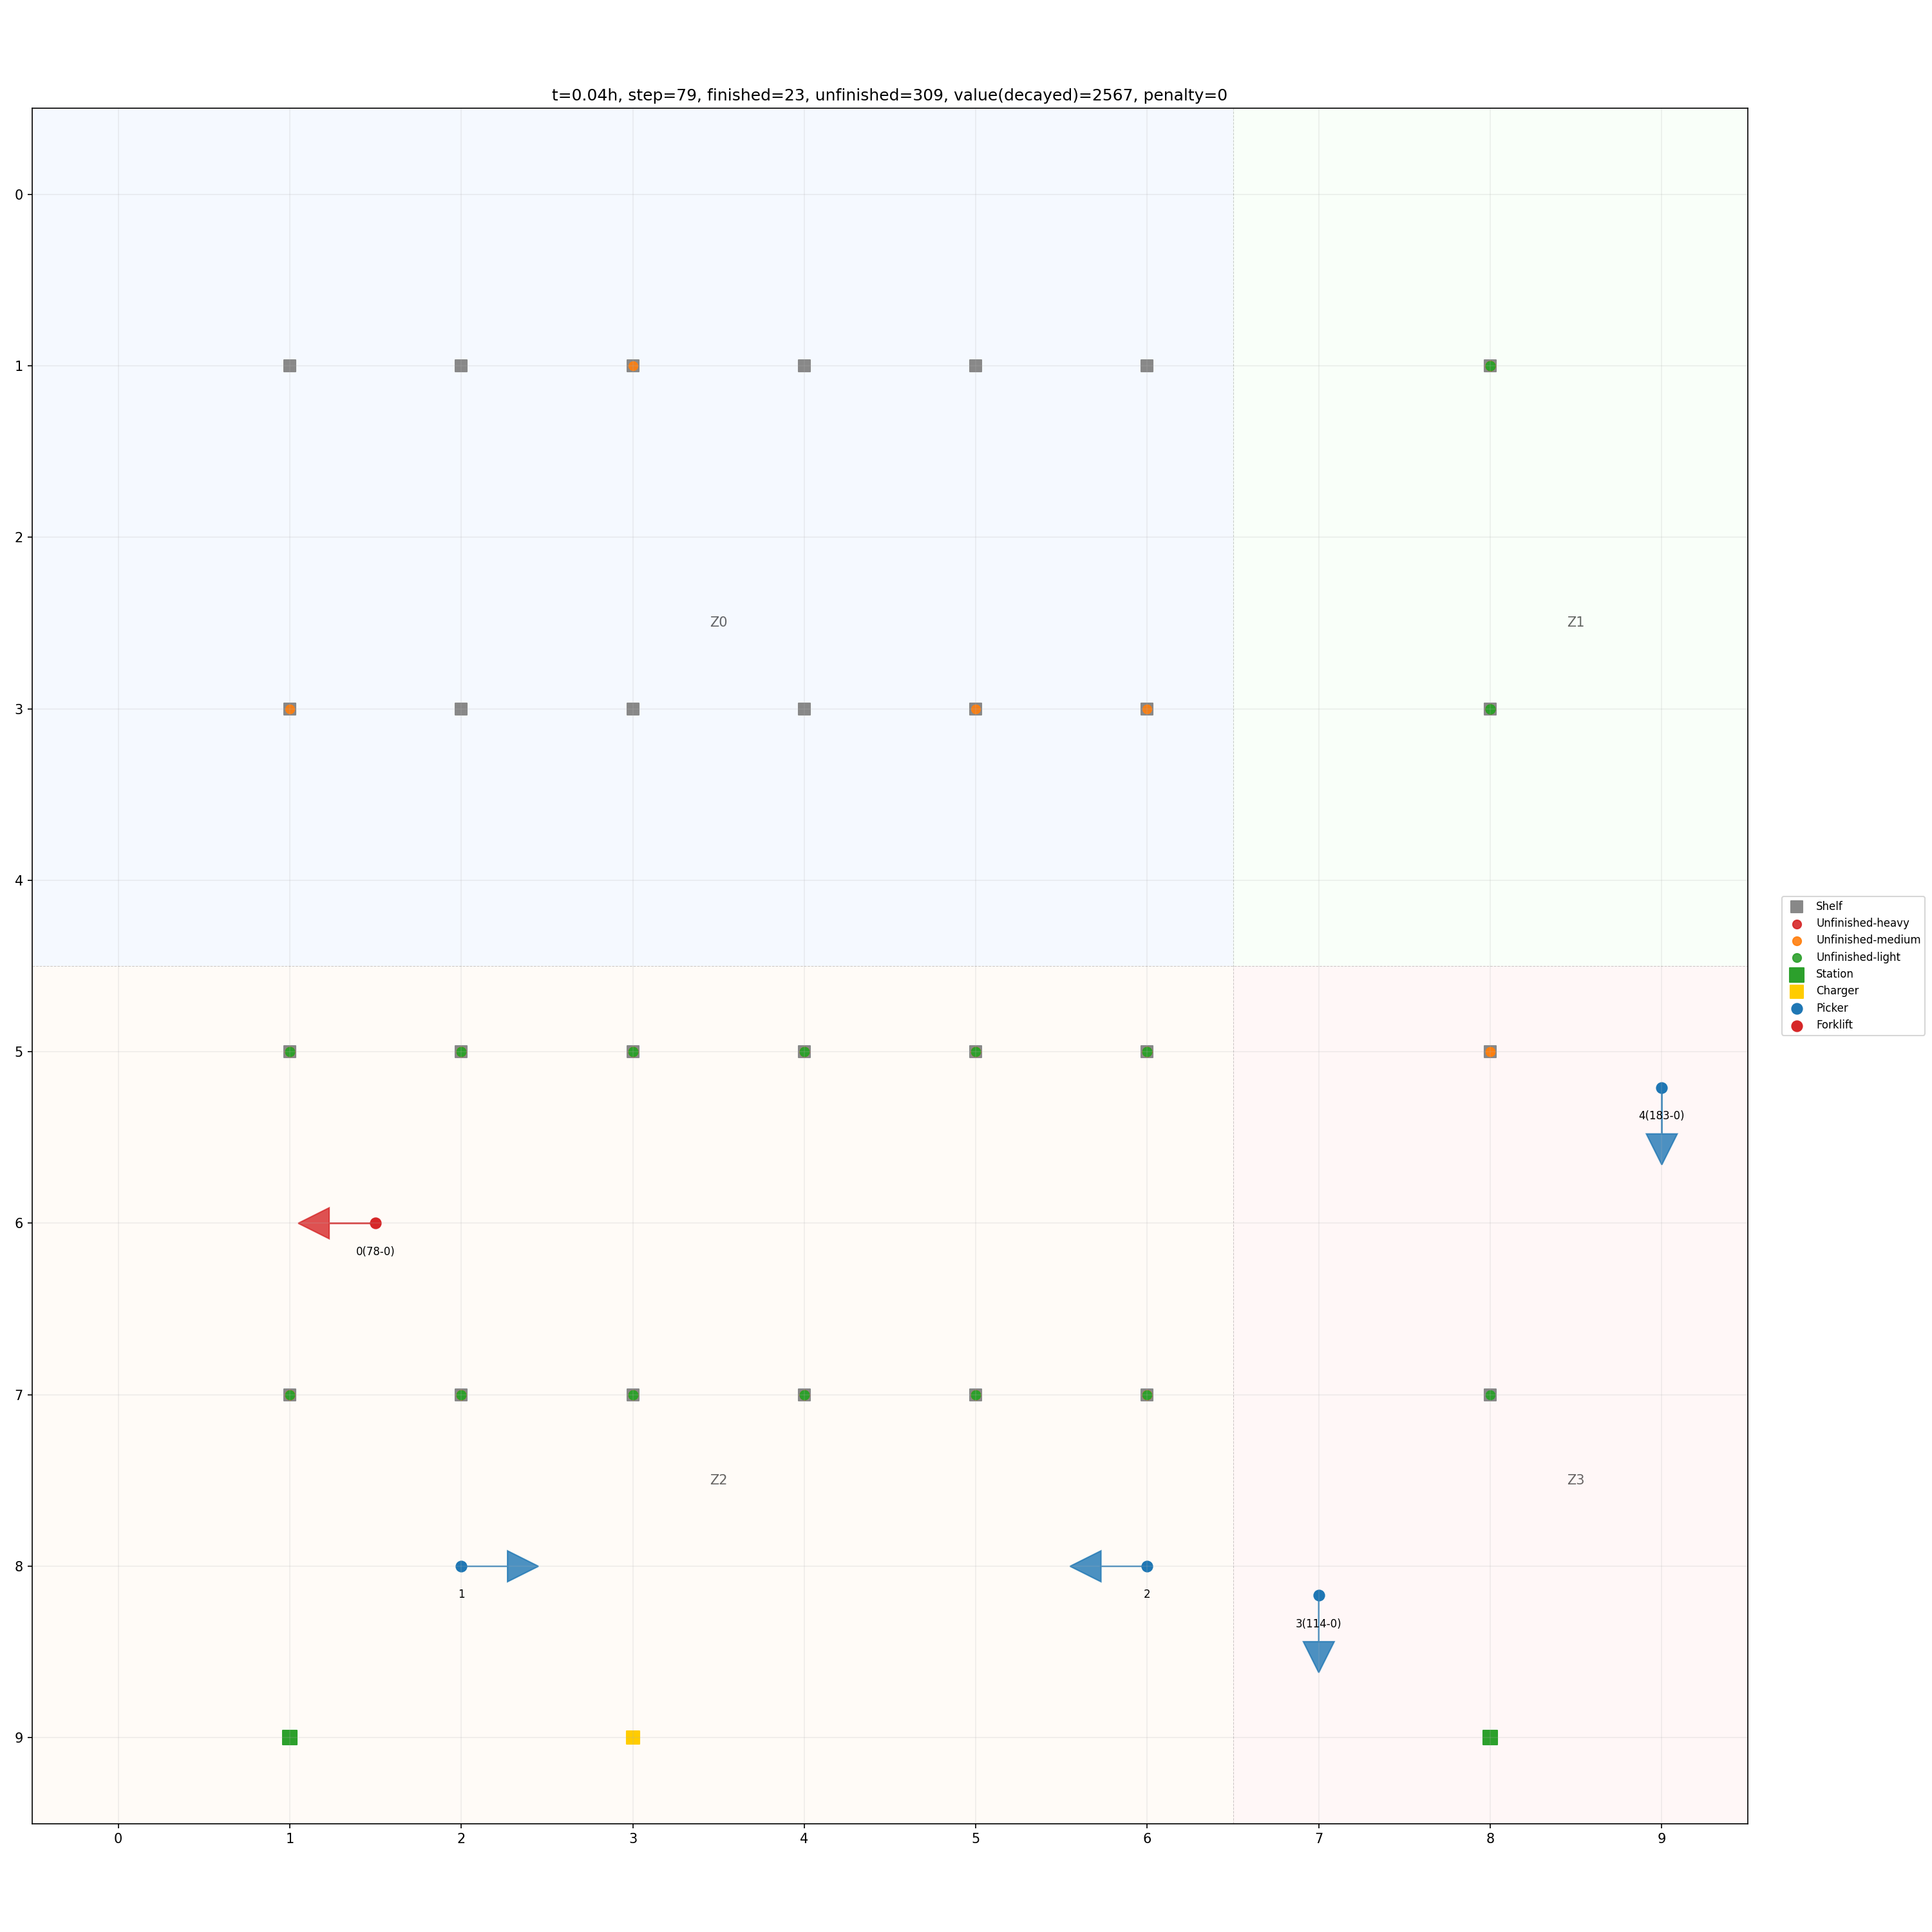 t=0.04h, step=79, finished=23, unfinished=309, value(decayed)=2567, penalty=0
0
1
2
Z0
Z1
3
4
Shelf
Unfinished-heavy
Unfinished-medium
Unfinished-light
Station
Charger
Picker
Forklift
5
4(183-0)
6
0(78-0)
7
Z2
Z3
8
1
2
3(114-0)
9
0
1
2
3
4
5
6
7
8
9